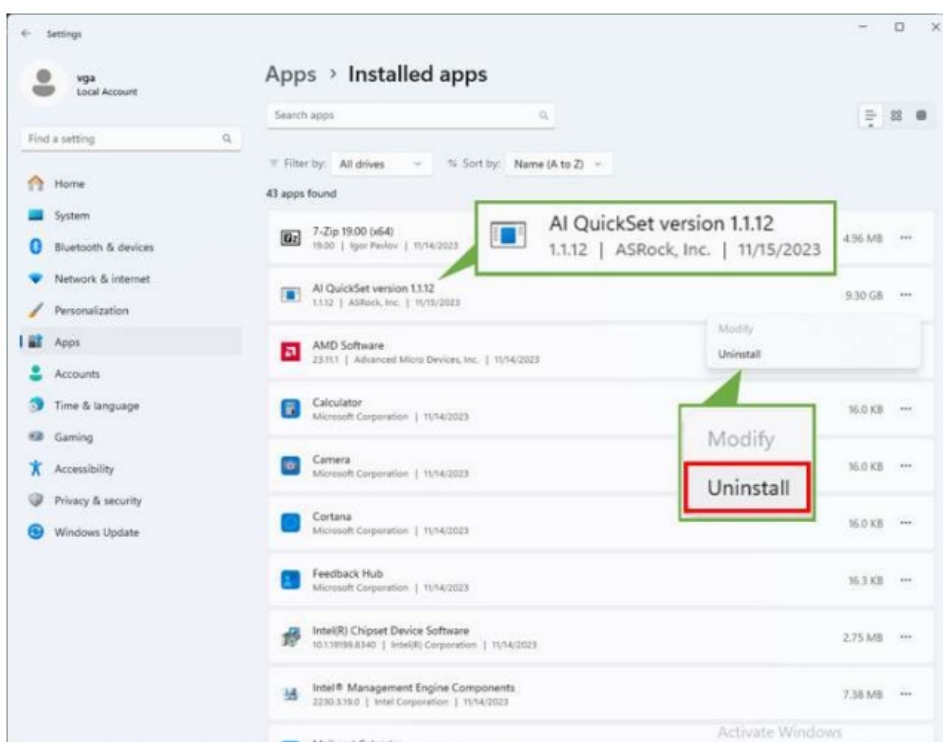 Settings
vga
Local Account
Find a setting
Home
System
Bluetooth & devices
Network & internet
Personalization
Apps
Accounts
Time & language
Gaming
Accessibility
Privacy & security
Windows Update
Apps > Installed apps
Search apps
Filter by: All drives Sort by: Name (A to Z)
43 apps found
7-Zip 19.00 (x64)
19.00 | Igor Pavlov | 11/14/2023
4.96 MB
AI QuickSet version 1.1.12
1.1.12 | ASRock, Inc. | 11/15/2023
AI QuickSet version 1.1.12
1.1.12 | ASRock, Inc. | 11/15/2023
9.30 GB
Modify
Uninstall
AMD Software
23.11.1 | Advanced Micro Devices, Inc. | 11/14/2023
Calculator
Microsoft Corporation | 11/14/2023
16.0 KB
Modify
Uninstall
Camera
Microsoft Corporation | 11/14/2023
16.0 KB
Cortana
Microsoft Corporation | 11/14/2023
16.0 KB
Feedback Hub
Microsoft Corporation | 11/14/2023
16.3 KB
Intel(R) Chipset Device Software
10.1.19199.8340 | Intel(R) Corporation | 11/14/2023
2.75 MB
Intel® Management Engine Components
2230.3.19.0 | Intel Corporation | 11/14/2023
7.38 MB
Activate Windows